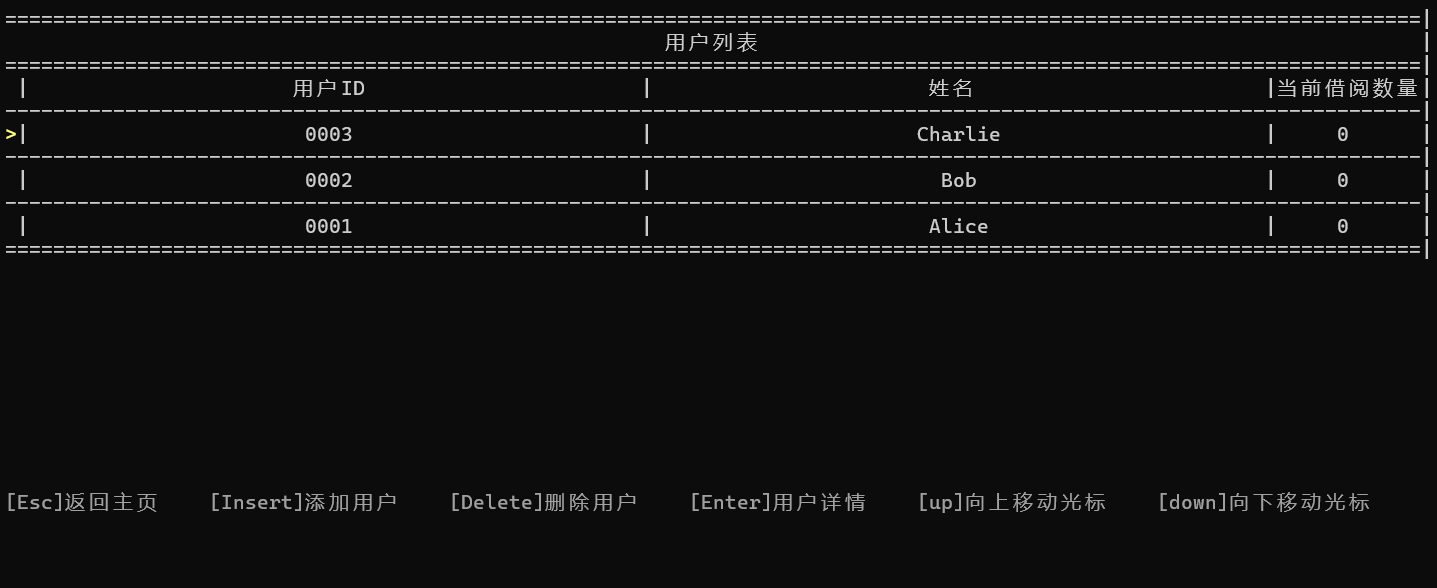 用户列表
用户ID | 姓名 |当前借阅数量|
>| 0003 | Charlie | 0 |
| 0002 | Bob | 0 |
| 0001 | Alice | 0 |
[Esc]返回主页 [Insert]添加用户 [Delete]删除用户 [Enter]用户详情 [up]向上移动光标 [down]向下移动光标